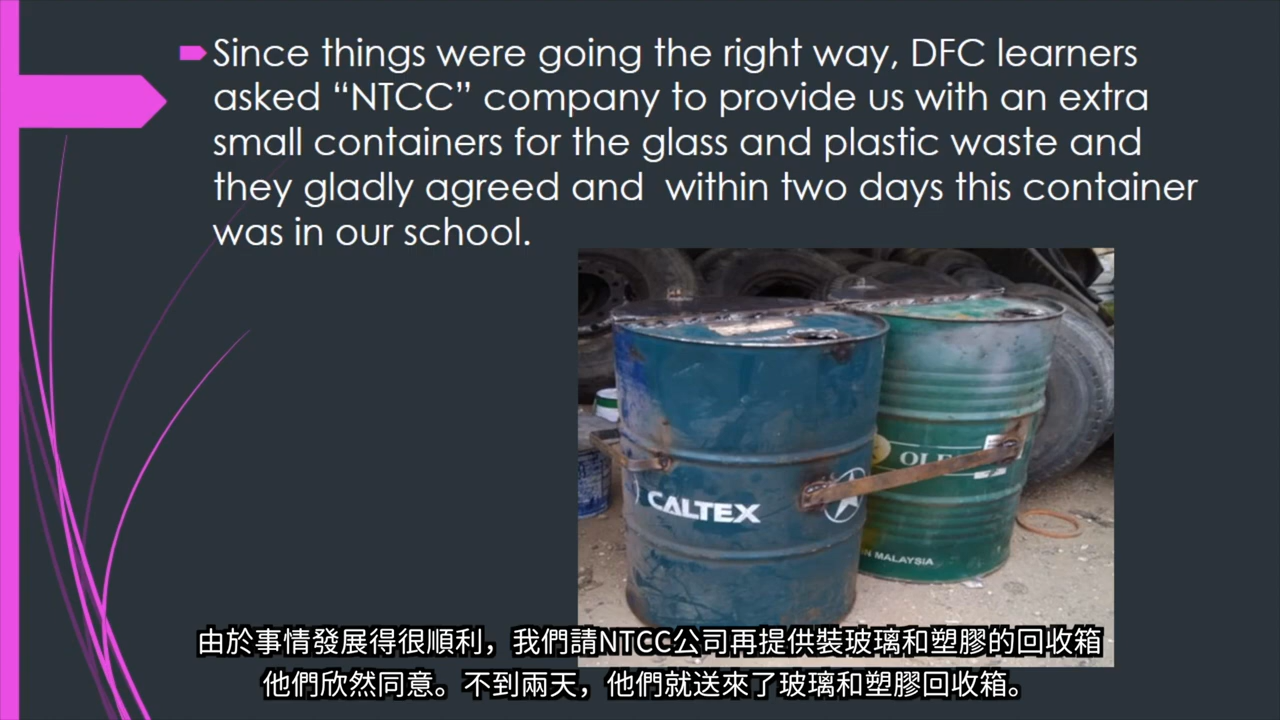 Since things were going the right way, DFC learners
asked “NTCC” company to provide us with an extra
small containers for the glass and plastic waste and
they gladly agreed and within two days this container
was in our school.
CALTEX
MALAYSIA
由於事情發展得很順利，我們請NTCC公司再提供裝玻璃和塑膠的回收箱
他們欣然同意。不到兩天，他們就送來了玻璃和塑膠回收箱。